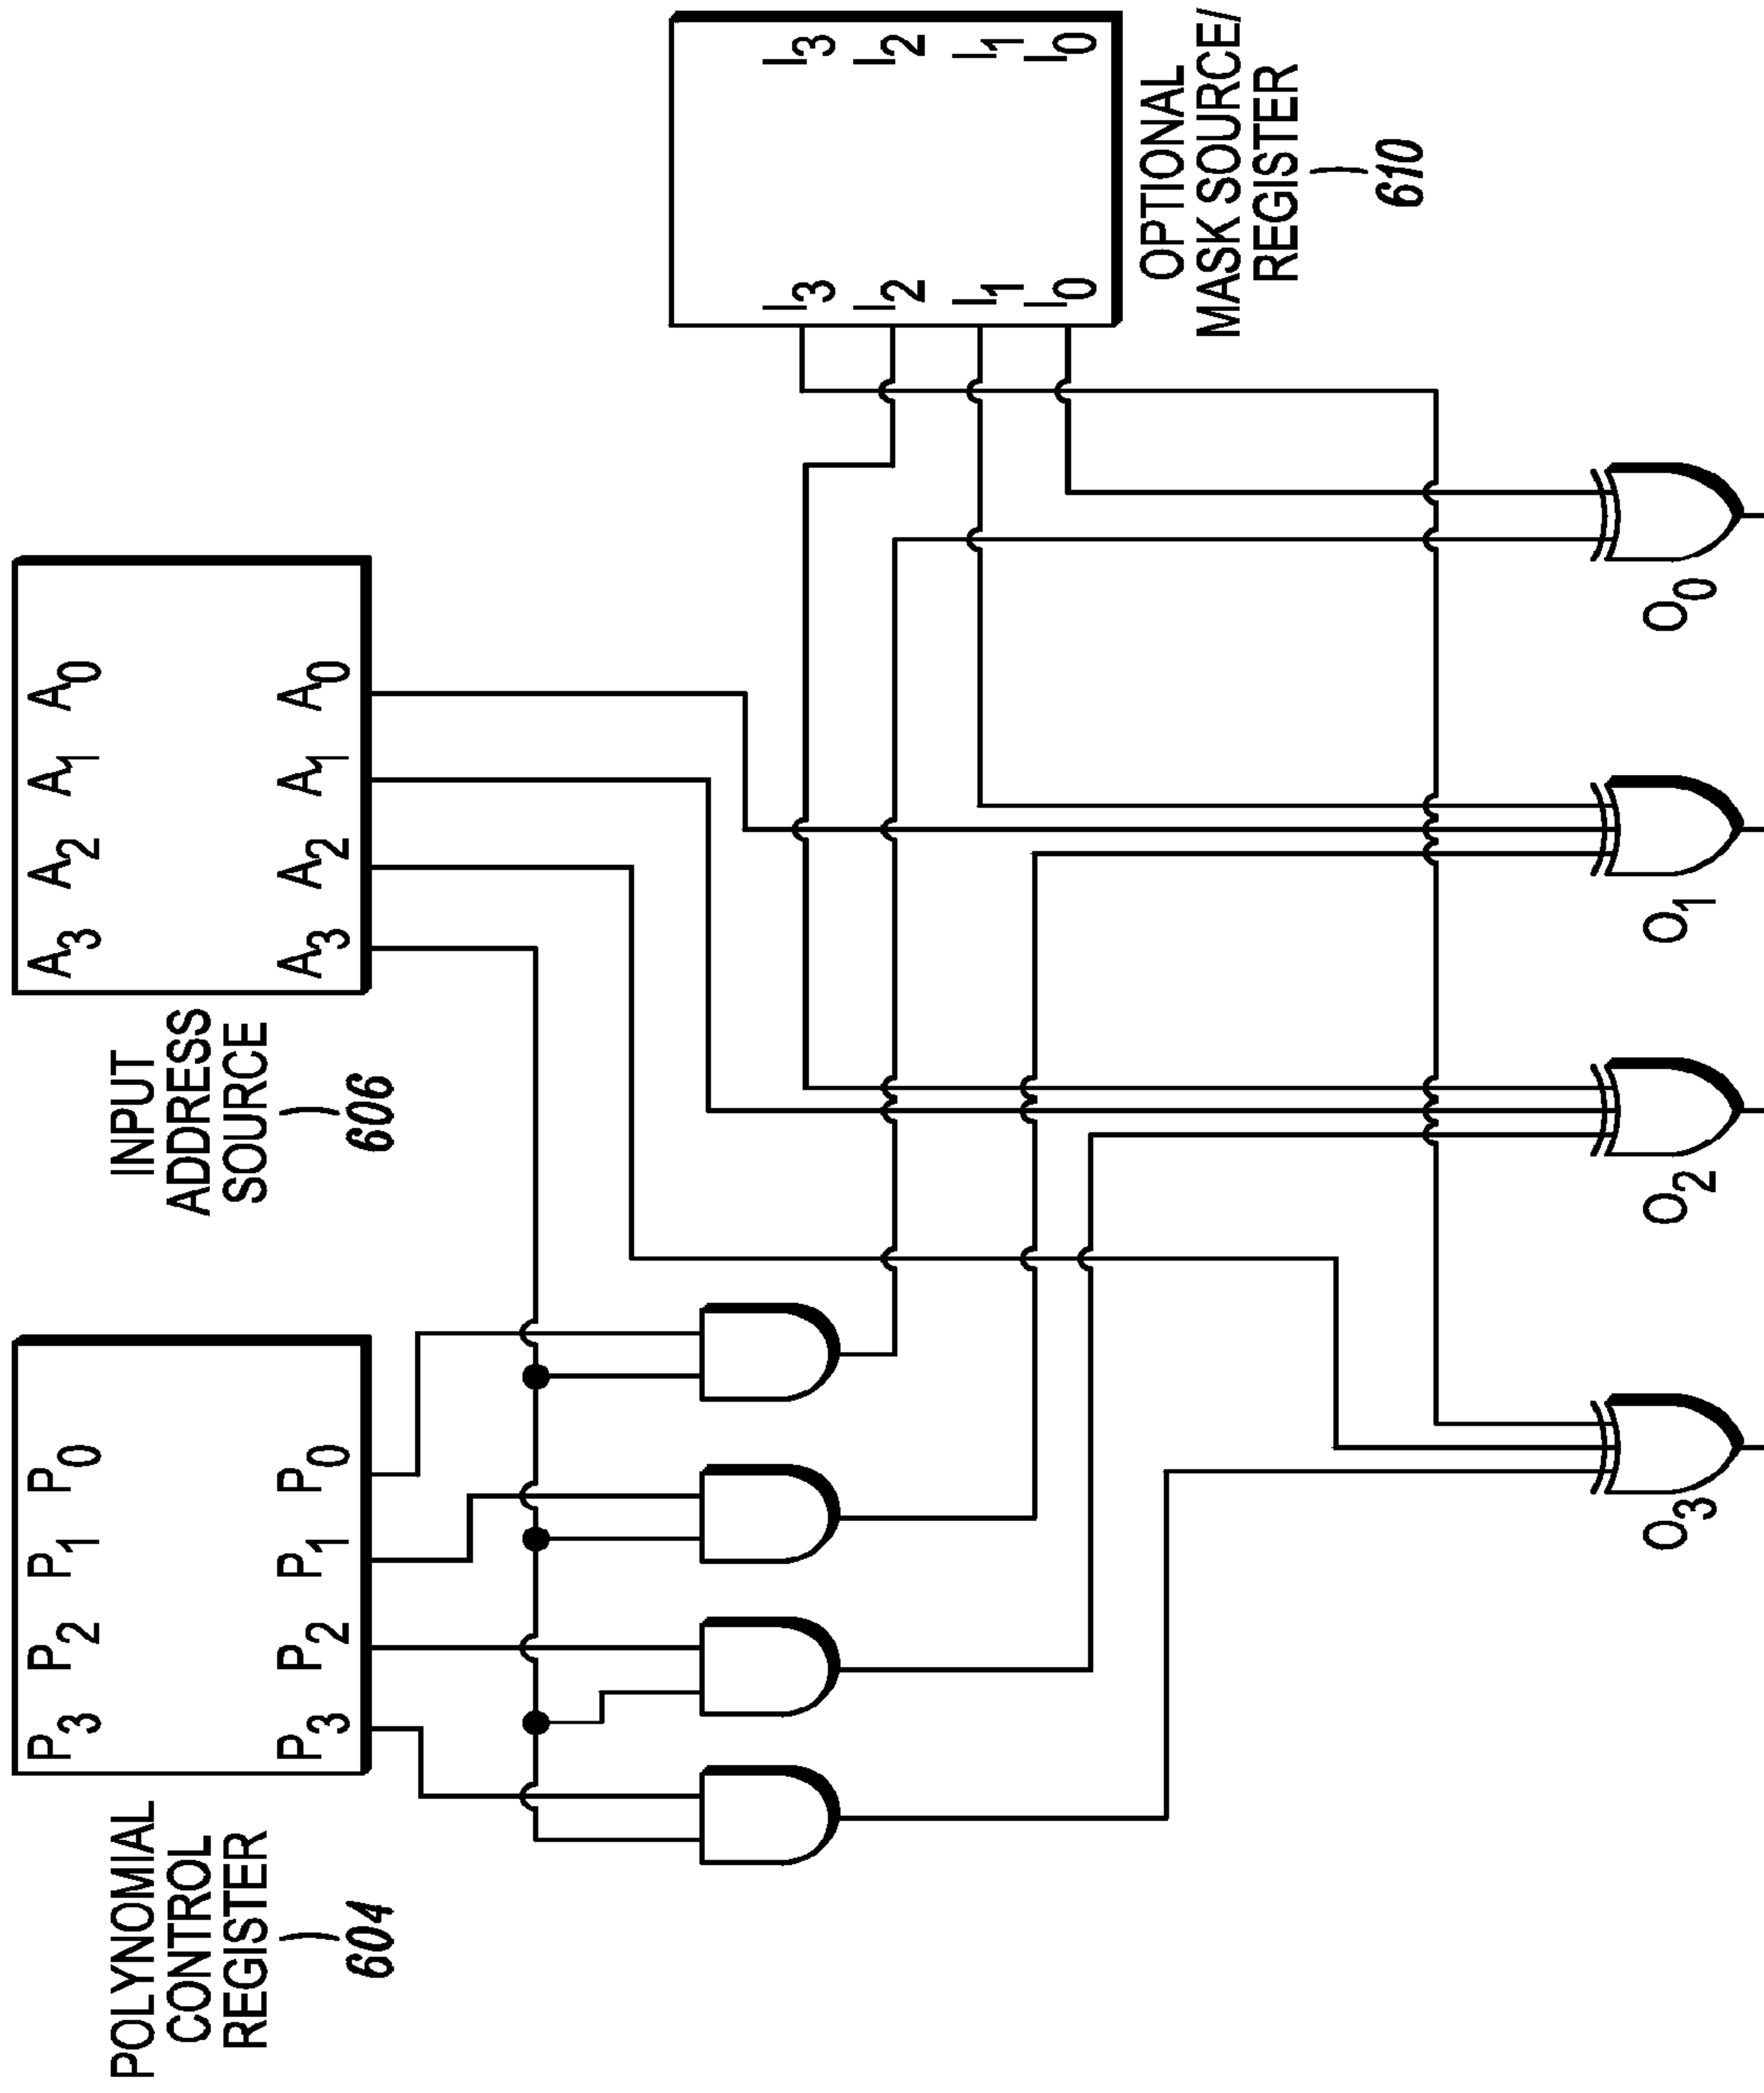 POLYNOMIAL
CONTROL
REGISTER
604
P3 P2 P1 P0
P3 P2 P1 P0
INPUT
ADDRESS
SOURCE
606
A3 A2 A1 A0
A3 A2 A1 A0
I3 I3
I2 I2
I1 I1
I0 I0
OPTIONAL
MASK SOURCE/
REGISTER
610
O3 O2 O1 O0